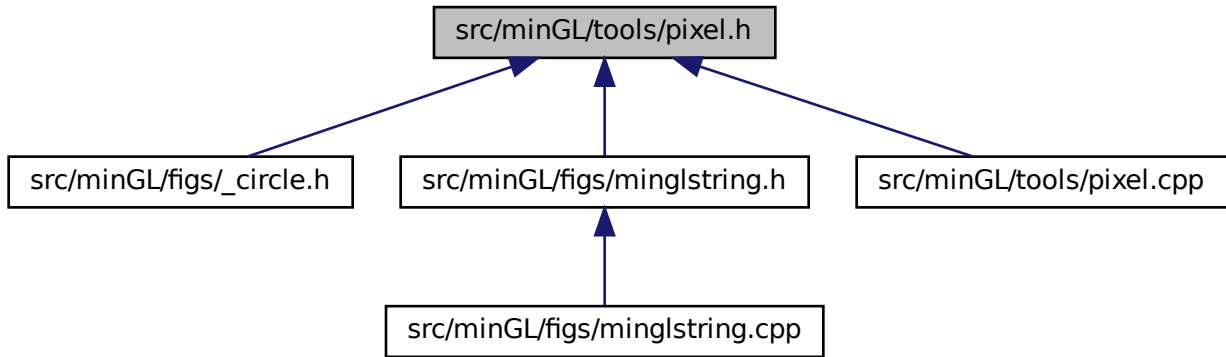 src/minGL/tools/pixel.h
src/minGL/figs/_circle.h
src/minGL/figs/minglstring.h
src/minGL/tools/pixel.cpp
src/minGL/figs/minglstring.cpp